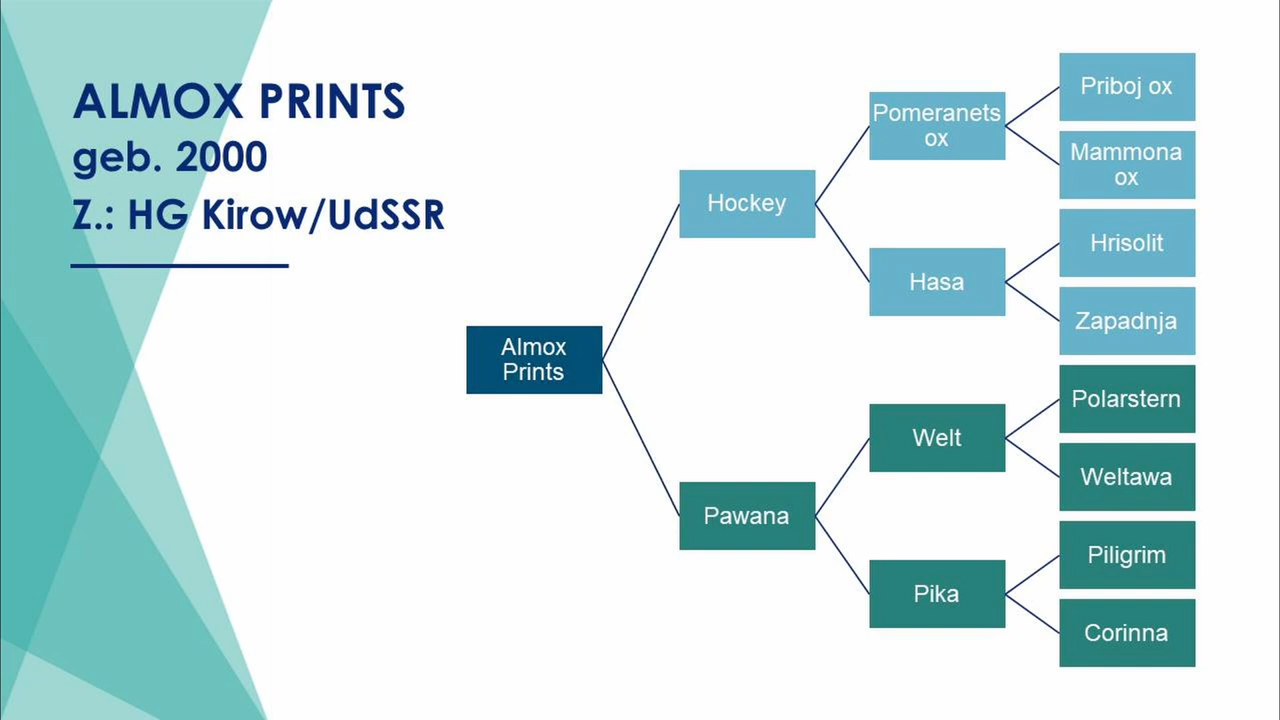 ALMOX PRINTS
geb. 2000
Z.: HG Kirow/UdSSR
Almox
Prints
Hockey
Pawana
Pomeranets
ox
Hasa
Welt
Pika
Priboj ox
Mammona
ox
Hrisolit
Zapadnja
Polarstern
Weltawa
Piligrim
Corinna